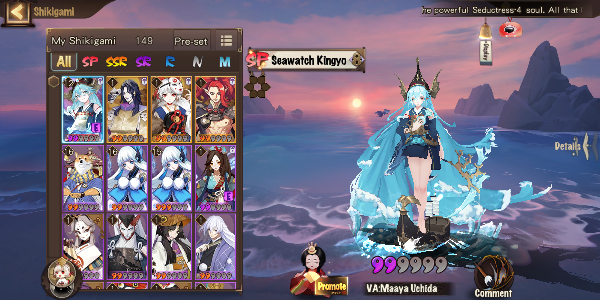 Shikigami
he powerful Seductress-4 soul. All that l
My Shikigami 149 Pre-set
All SP SSR SR R N M
SP Seawatch Kingyo
Details
999999
Promote
VA:Maaya Uchida
Comment